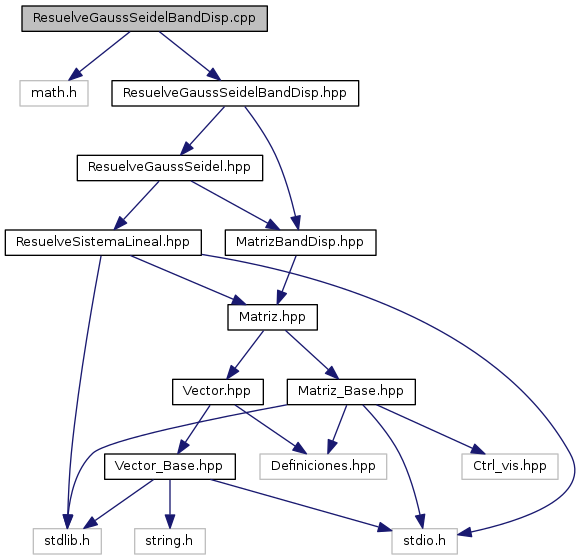 ResuelveGaussSeidelBandDisp.cpp
math.h
ResuelveGaussSeidelBandDisp.hpp
ResuelveGaussSeidel.hpp
ResuelveSistemaLineal.hpp
MatrizBandDisp.hpp
Matriz.hpp
Vector.hpp
Matriz_Base.hpp
Vector_Base.hpp
Definiciones.hpp
Ctrl_vis.hpp
stdlib.h
string.h
stdio.h